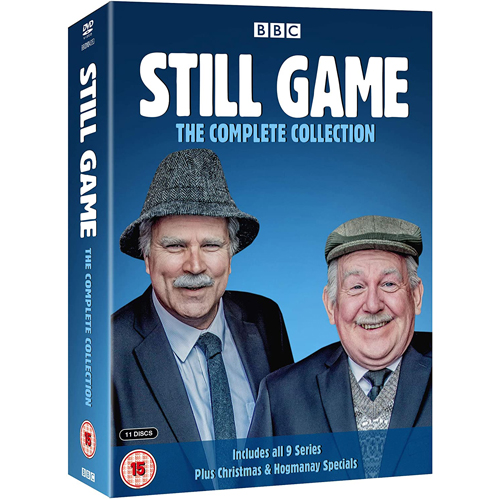 BBC
STILL GAME
THE COMPLETE COLLECTION
11 DISCS
Includes all 9 Series
15
Plus Christmas & Hogmanay Specials
DVD
STILL GAME
THE COMPLETE COLLECTION
15
BBC